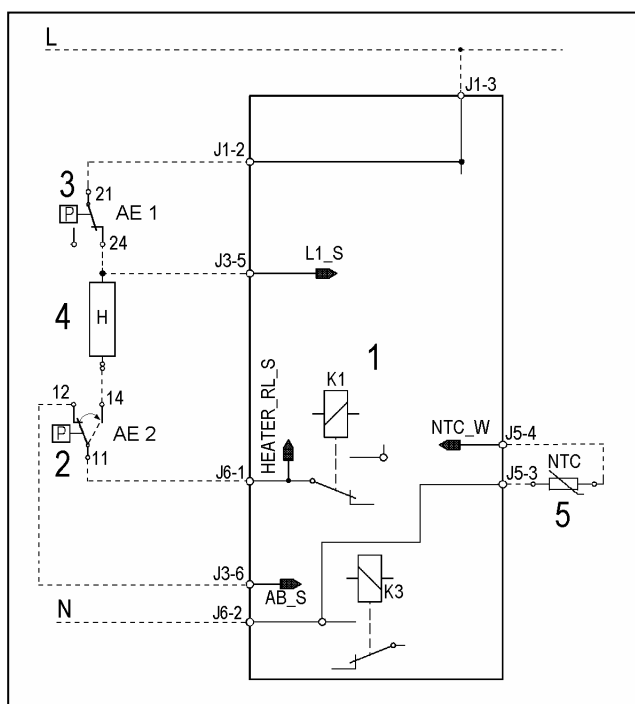 L
J1-3
J1-2
3
21
P
AE 1
24
J3-5
L1_S
4
H
1
HEATER_RL_S
K1
12
14
NTC_W
J5-4
P
AE 2
2
11
J6-1
J5-3
NTC
5
J3-6
AB_S
K3
N
J6-2